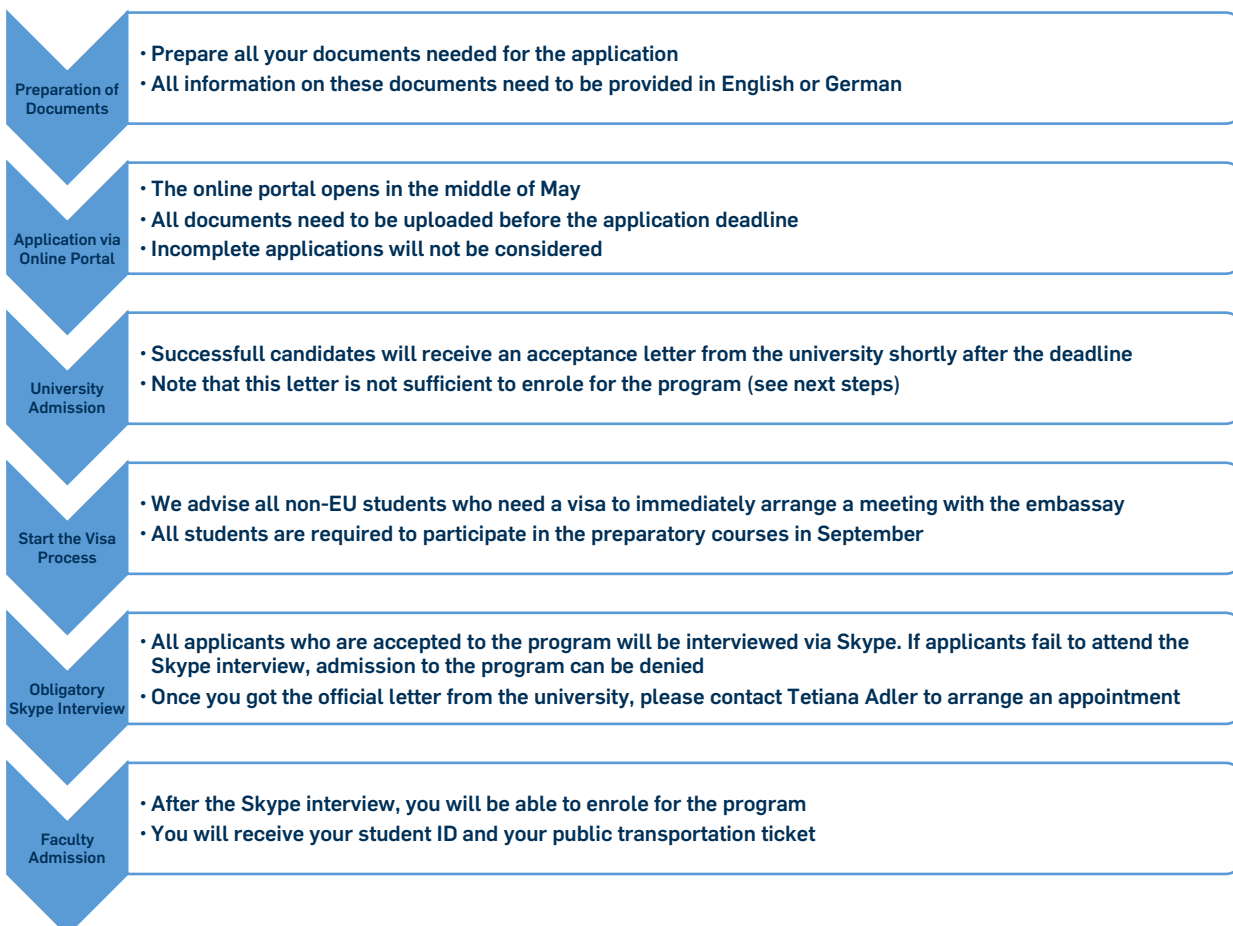 Preparation of
Documents
· Prepare all your documents needed for the application
· All information on these documents need to be provided in English or German
Application via
Online Portal
· The online portal opens in the middle of May
· All documents need to be uploaded before the application deadline
· Incomplete applications will not be considered
University
Admission
· Successfull candidates will receive an acceptance letter from the university shortly after the deadline
· Note that this letter is not sufficient to enrole for the program (see next steps)
Start the Visa
Process
· We advise all non-EU students who need a visa to immediately arrange a meeting with the embassay
· All students are required to participate in the preparatory courses in September
Obligatory
Skype Interview
· All applicants who are accepted to the program will be interviewed via Skype. If applicants fail to attend the
Skype interview, admission to the program can be denied
· Once you got the official letter from the university, please contact Tetiana Adler to arrange an appointment
Faculty
Admission
· After the Skype interview, you will be able to enrole for the program
· You will receive your student ID and your public transportation ticket